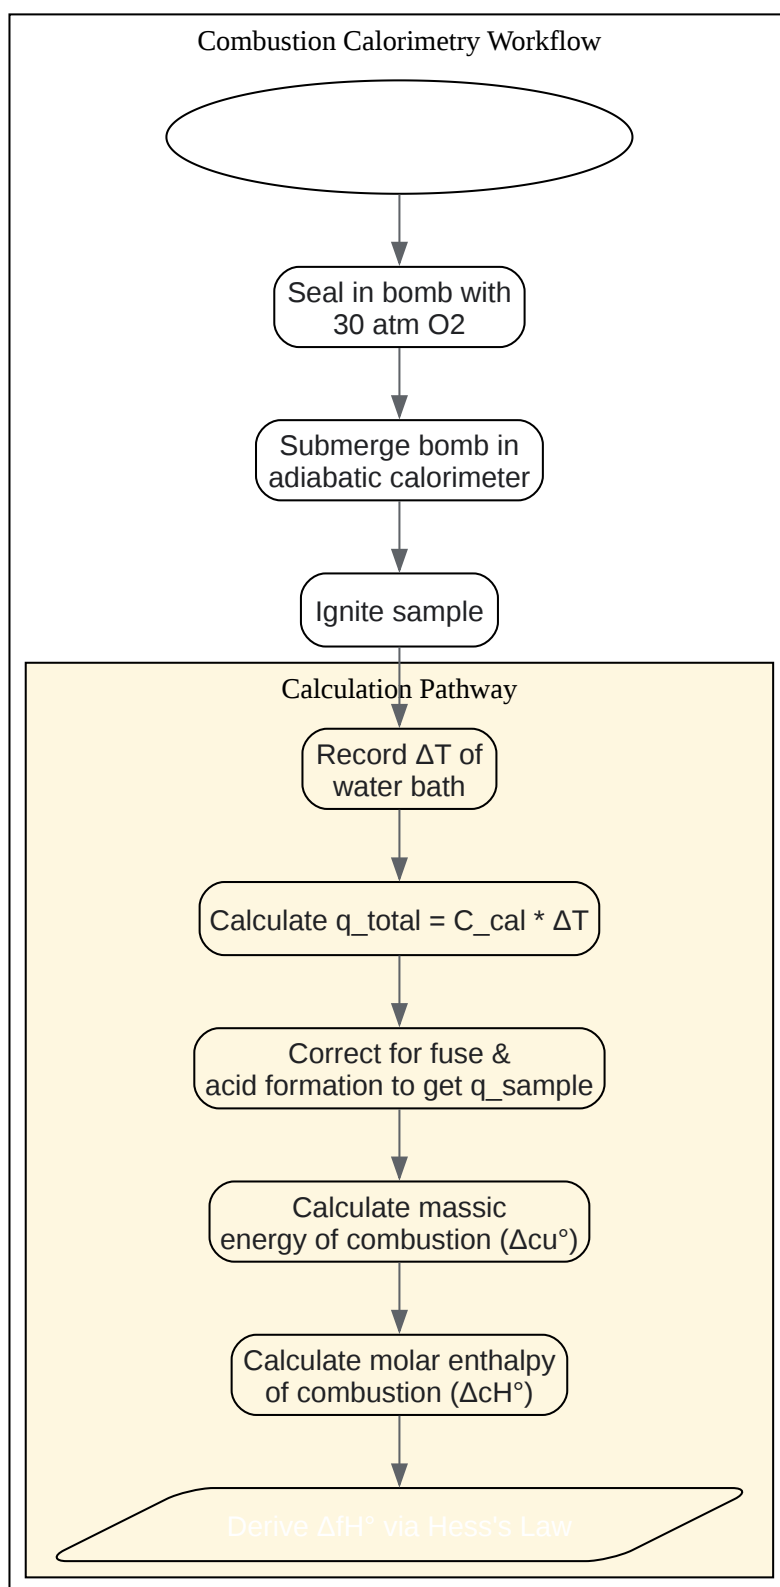 Combustion Calorimetry Workflow
Seal in bomb with
30 atm O2
Submerge bomb in
adiabatic calorimeter
Ignite sample
Calculation Pathway
Record ΔT of
water bath
Calculate q_total = C_cal * ΔT
Correct for fuse &
acid formation to get q_sample
Calculate massic
energy of combustion (Δcu°)
Calculate molar enthalpy
of combustion (ΔcH°)
Derive ΔfH° via Hess's Law